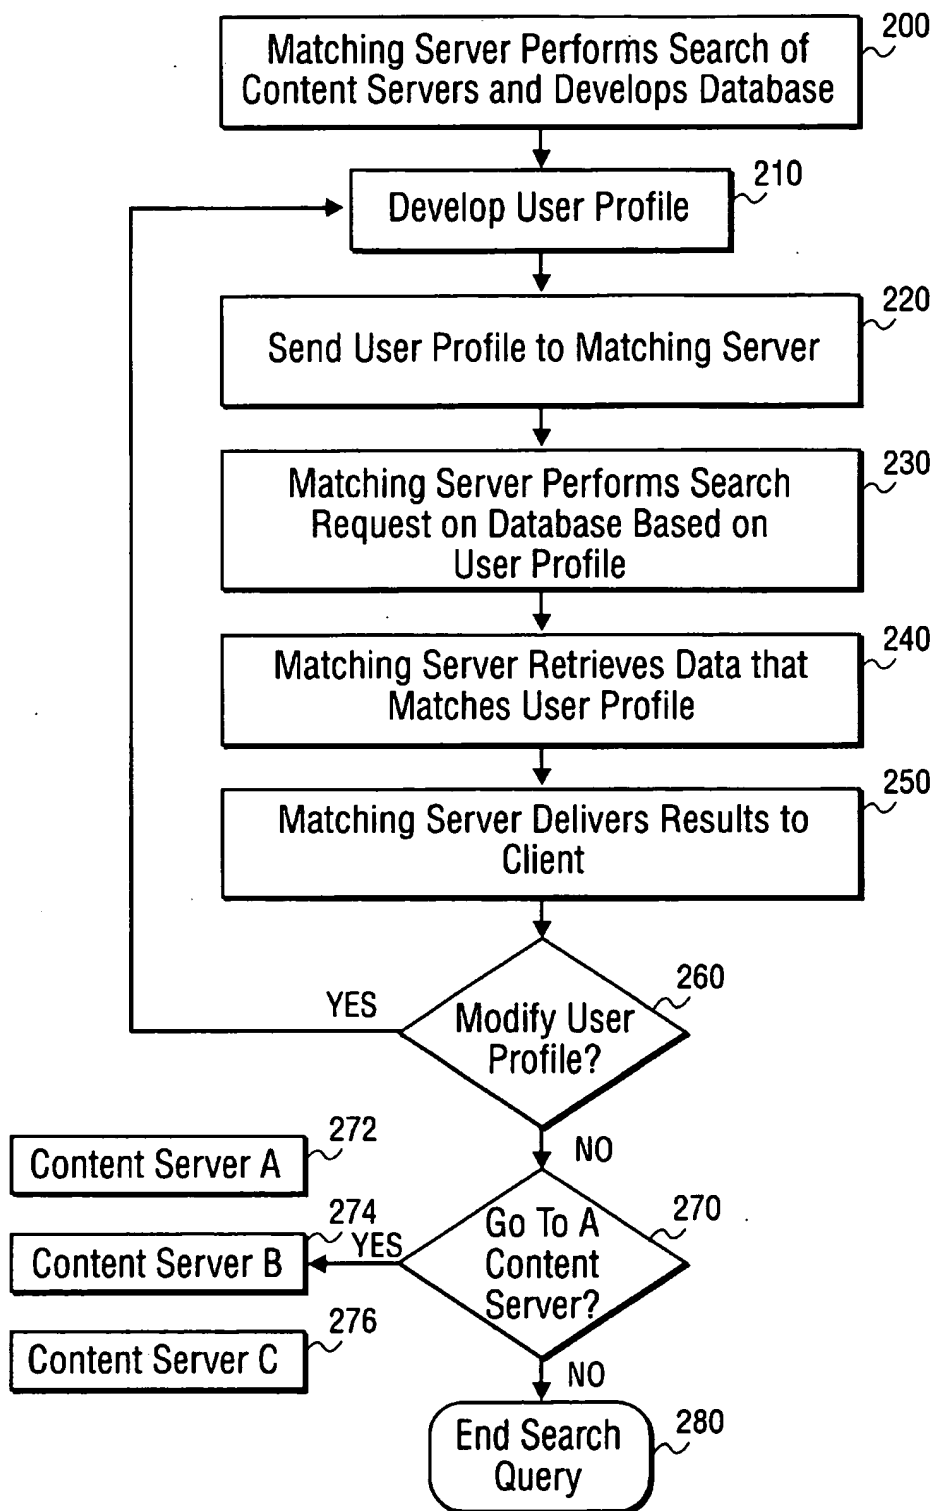 200
Matching Server Performs Search of
Content Servers and Develops Database
210
Develop User Profile
220
Send User Profile to Matching Server
230
Matching Server Performs Search
Request on Database Based on
User Profile
240
Matching Server Retrieves Data that
Matches User Profile
250
Matching Server Delivers Results to
Client
260
YES
Modify User
Profile?
NO
272
Content Server A
270
Go To A
Content
Server?
274
YES
Content Server B
276
Content Server C
NO
280
End Search
Query